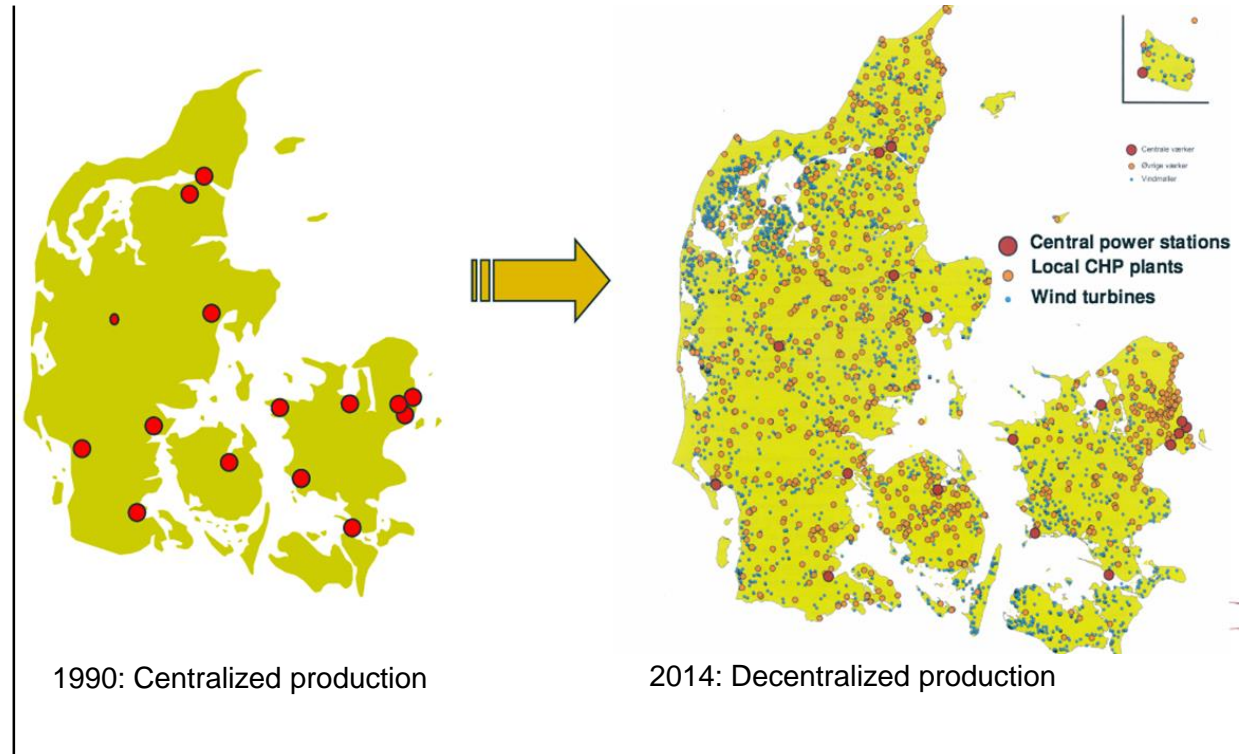 Centrale værker
Øvrige værker
Vindmøller
Central power stations
Local CHP plants
Wind turbines
1990: Centralized production
2014: Decentralized production